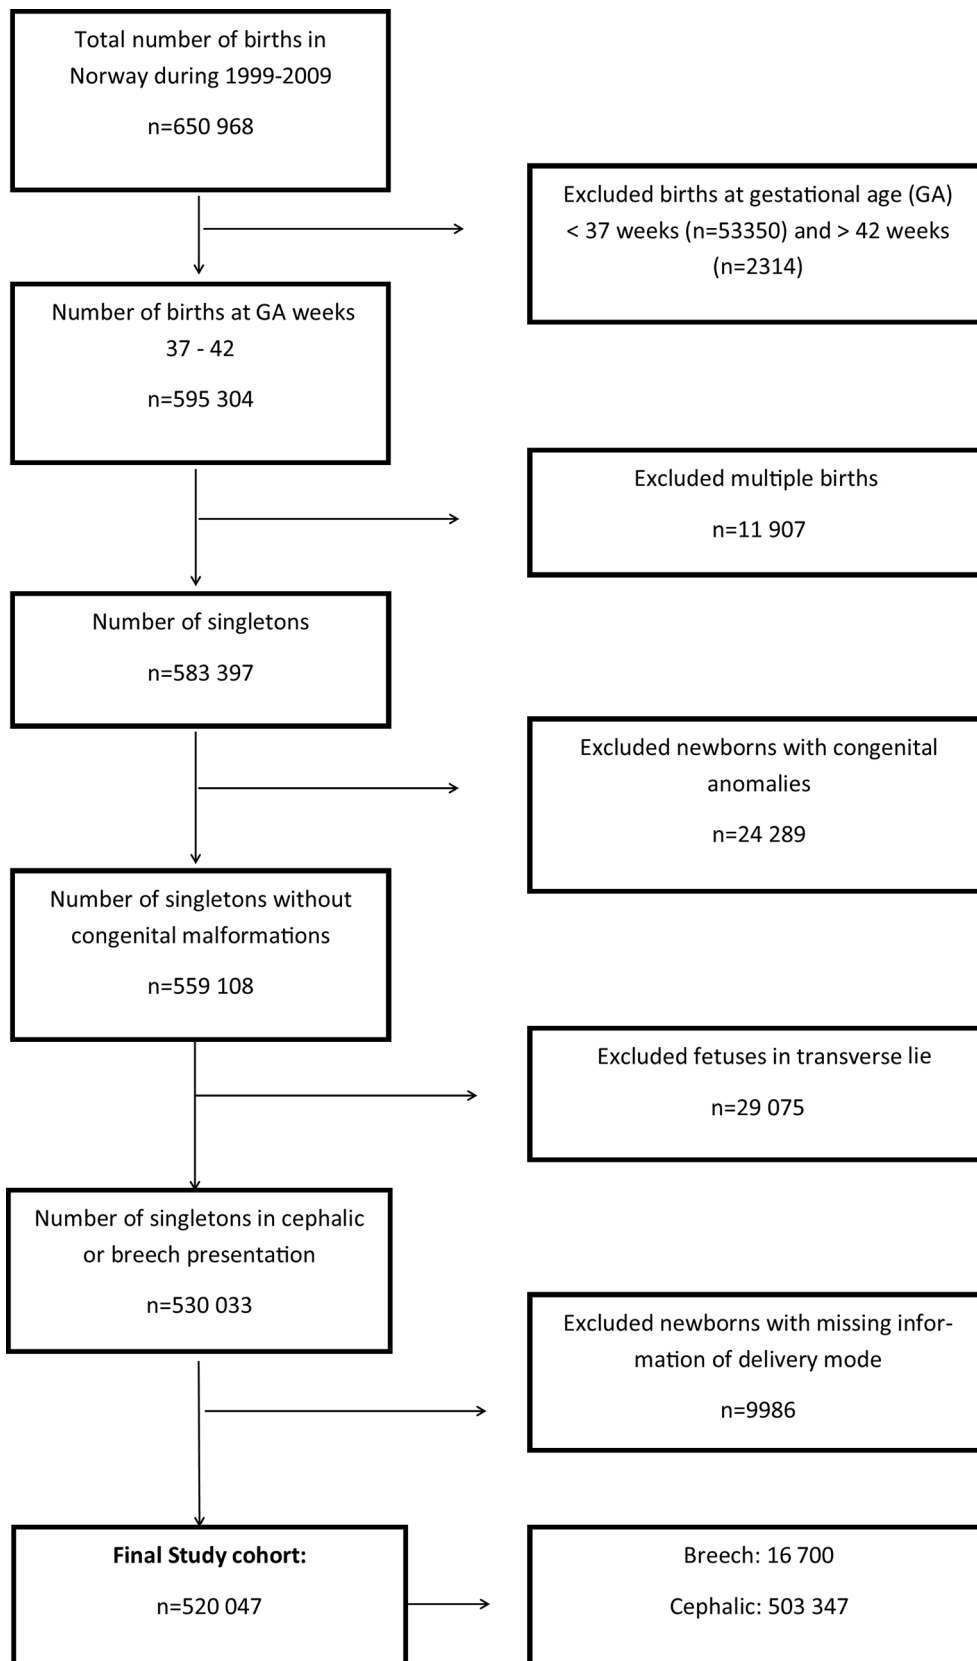 Total number of births in
Norway during 1999-2009
n=650 968
Excluded births at gestational age (GA)
< 37 weeks (n=53350) and > 42 weeks
(n=2314)
Number of births at GA weeks
37 - 42
n=595 304
Excluded multiple births
n=11 907
Number of singletons
n=583 397
Excluded newborns with congenital
anomalies
n=24 289
Number of singletons without
congenital malformations
n=559 108
Excluded fetuses in transverse lie
n=29 075
Number of singletons in cephalic
or breech presentation
n=530 033
Excluded newborns with missing infor-
mation of delivery mode
n=9986
Final Study cohort:
n=520 047
Breech: 16 700
Cephalic: 503 347